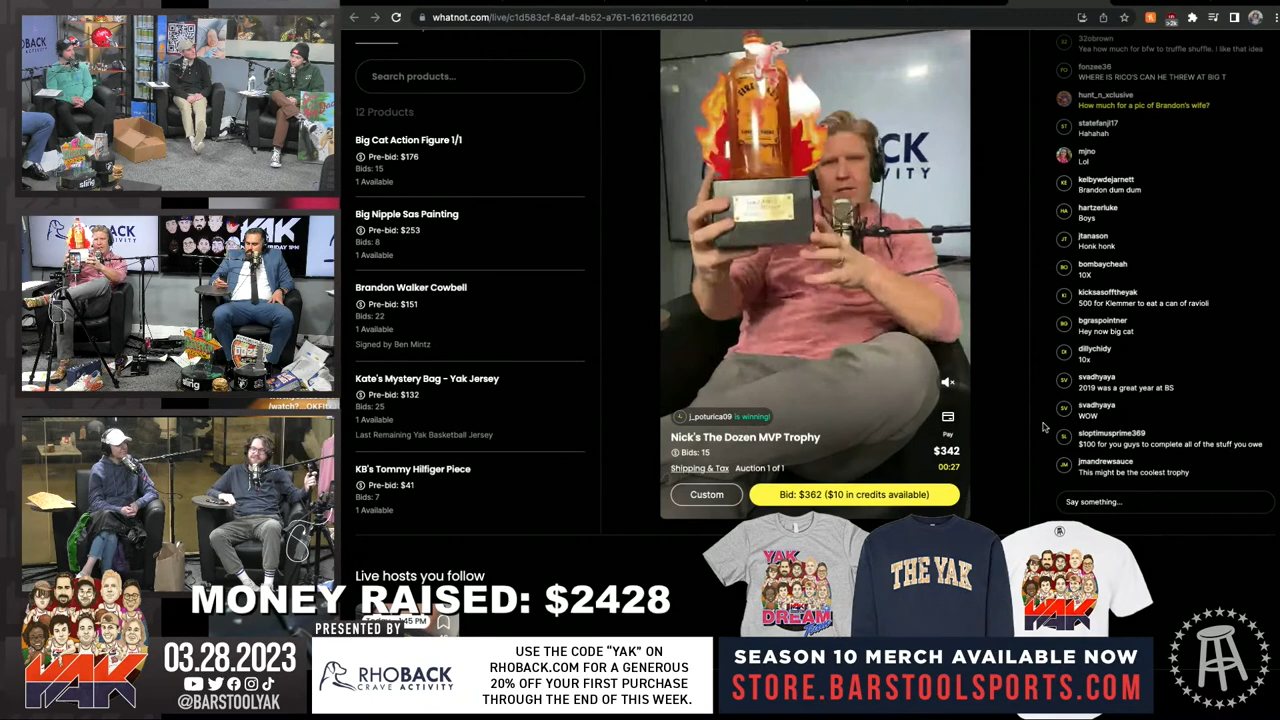 whatnot.com/live/c1d583cf-84af-4b52-a761-1621166d2120
Search products...
12 Products
Big Cat Action Figure 1/1
Pre-bid: $176
Bids: 15
1 Available
Big Nipple Sas Painting
Pre-bid: $253
Bids: 8
1 Available
Brandon Walker Cowbell
Pre-bid: $151
Bids: 22
1 Available
Signed by Ben Mintz
Kate's Mystery Bag - Yak Jersey
Pre-bid: $132
Bids: 25
1 Available
Last Remaining Yak Basketball Jersey
KB's Tommy Hilfiger Piece
Pre-bid: $41
Bids: 7
1 Available
Live hosts you follow
j_poturica09 is winning!
Nick's The Dozen MVP Trophy
Bids: 15
Shipping & Tax Auction 1 of 1
Pay
$342
00:27
Custom
Bid: $362 ($10 in credits available)
32obrown
Yea how much for bfw to truffle shuffle. I like that idea
fonzee36
WHERE IS RICO'S CAN HE THREW AT BIG T
hunt_n_xclusive
How much for a pic of Brandon's wife?
statefanjl17
Hahahah
mjno
Lol
kelbywdejarnett
Brandon dum dum
hartzerluke
Boys
jtanason
Honk honk
bombaycheah
10X
kicksasofftheyak
500 for Klemmer to eat a can of ravioli
bgraspointner
Hey now big cat
dillychidy
10x
svadhyaya
2019 was a great year at BS
svadhyaya
WOW
sloptimusprime369
$100 for you guys to complete all of the stuff you owe
jmandrewsauce
This might be the coolest trophy
Say something...
MONEY RAISED: $2428
PRESENTED BY
RHOBACK
CRAVE ACTIVITY
USE THE CODE "YAK" ON
RHOBACK.COM FOR A GENEROUS
20% OFF YOUR FIRST PURCHASE
THROUGH THE END OF THIS WEEK.
YAK
03.28.2023
@BARSTOOLYAK
YAK
DREAM
THE YAK
YAK
SEASON 10 MERCH AVAILABLE NOW
STORE.BARSTOOLSPORTS.COM